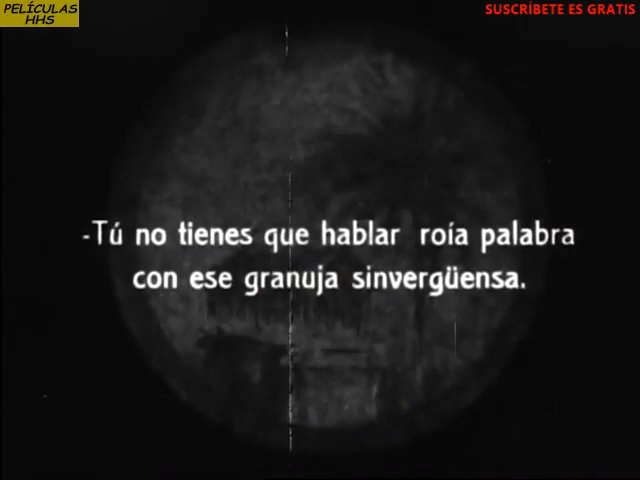 PELÍCULAS
HHS
SUSCRÍBETE ES GRATIS
-Tú no tienes que hablar roía palabra
con ese granuja sinvergüensa.